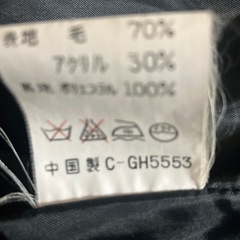 表地 毛 70%
アクリル 30%
裏地 ポリエステル 100%
中国製 C-GH5553